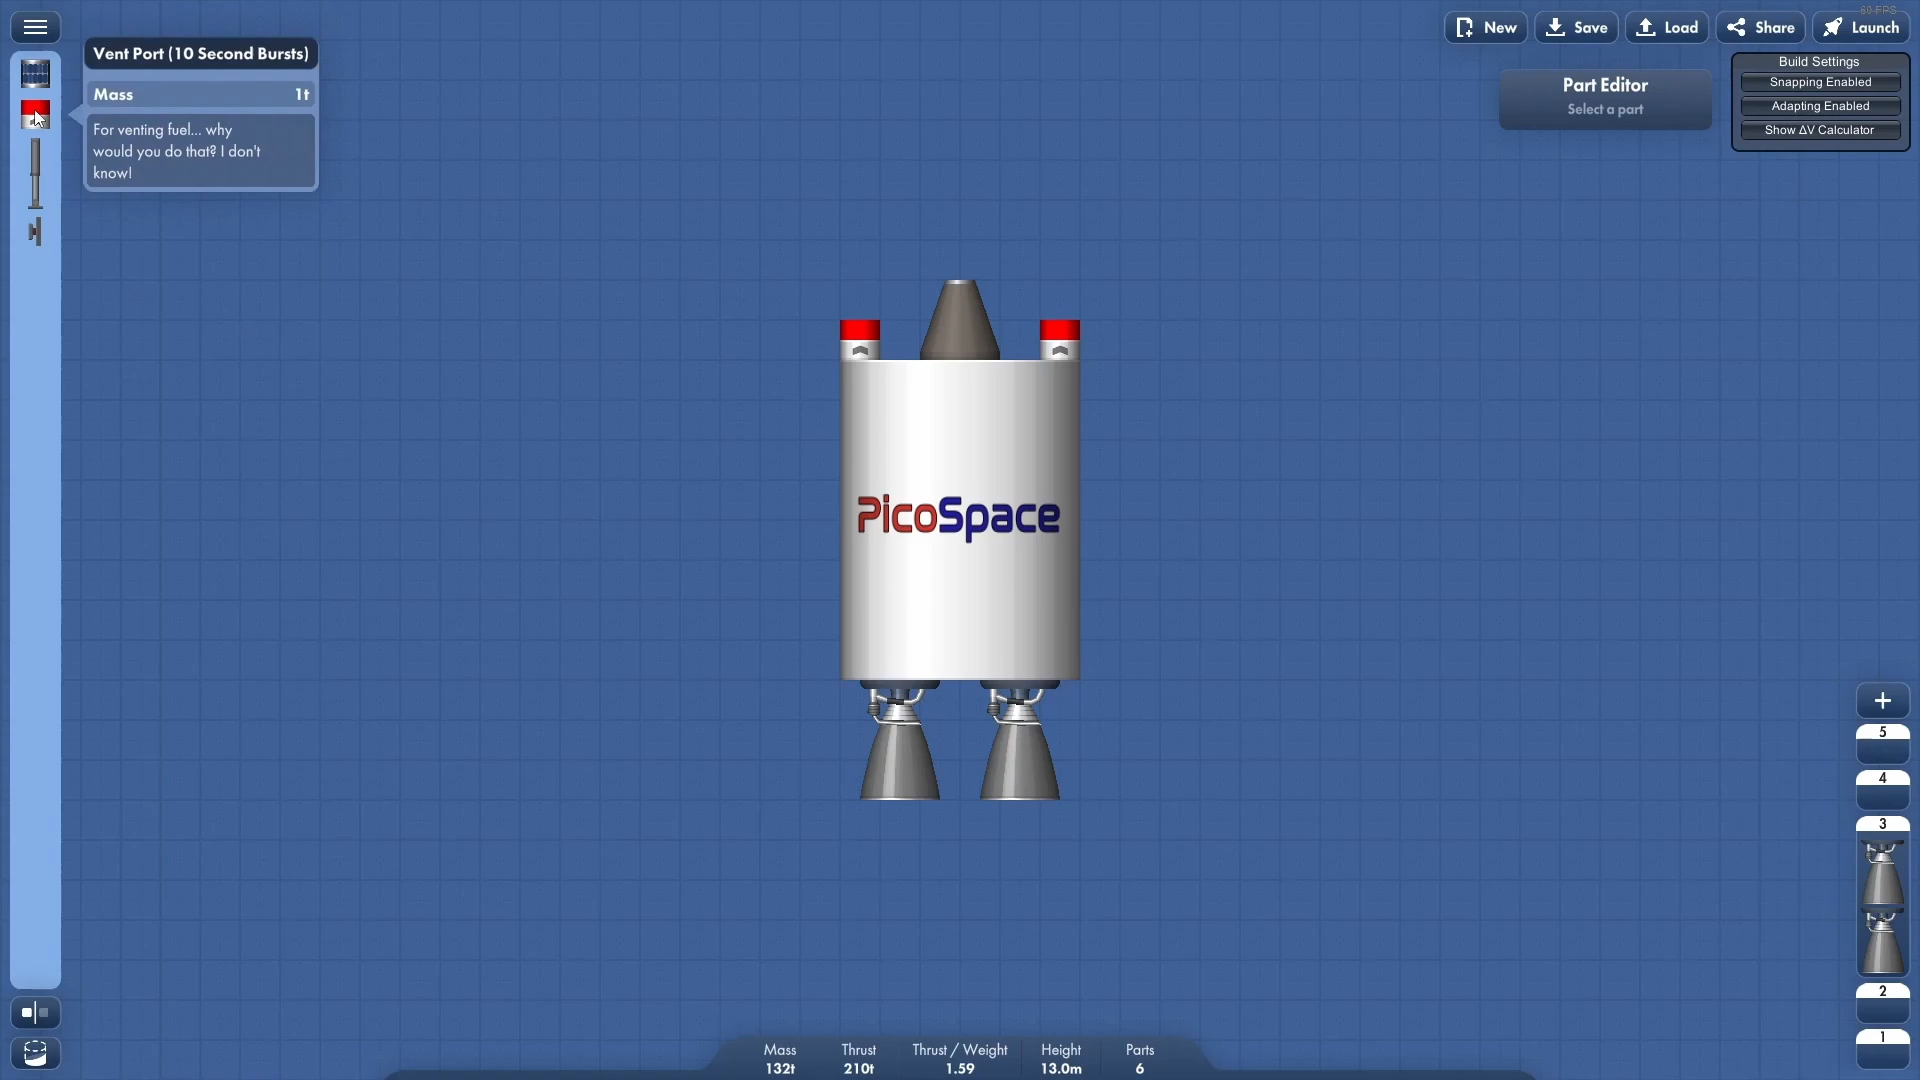 60 FPS
New
Save
Load
Share
Launch
Vent Port (10 Second Bursts)
Mass 1t
For venting fuel... why
would you do that? I don't
know!
Part Editor
Select a part
Build Settings
Snapping Enabled
Adapting Enabled
Show ΔV Calculator
PicoSpace
5
4
3
2
1
Mass Thrust Thrust / Weight Height Parts
132t 210t 1.59 13.0m 6